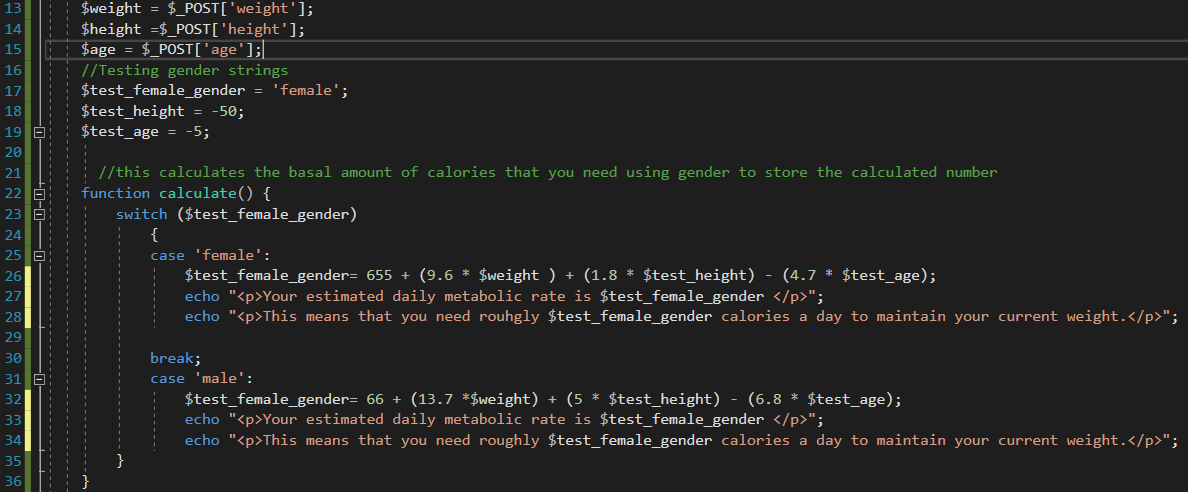 13 $weight = $_POST['weight'];
14 $height =$_POST['height'];
15 $age = $_POST['age'];
16 //Testing gender strings
17 $test_female_gender = 'female';
18 $test_height = -50;
19 $test_age = -5;
20
21 //this calculates the basal amount of calories that you need using gender to store the calculated number
22 function calculate() {
23 switch ($test_female_gender)
24 {
25 case 'female':
26 $test_female_gender= 655 + (9.6 * $weight ) + (1.8 * $test_height) - (4.7 * $test_age);
27 echo "<p>Your estimated daily metabolic rate is $test_female_gender </p>";
28 echo "<p>This means that you need rouhgly $test_female_gender calories a day to maintain your current weight.</p>";
29
30 break;
31 case 'male':
32 $test_female_gender= 66 + (13.7 *$weight) + (5 * $test_height) - (6.8 * $test_age);
33 echo "<p>Your estimated daily metabolic rate is $test_female_gender </p>";
34 echo "<p>This means that you need roughly $test_female_gender calories a day to maintain your current weight.</p>";
35 }
36 }